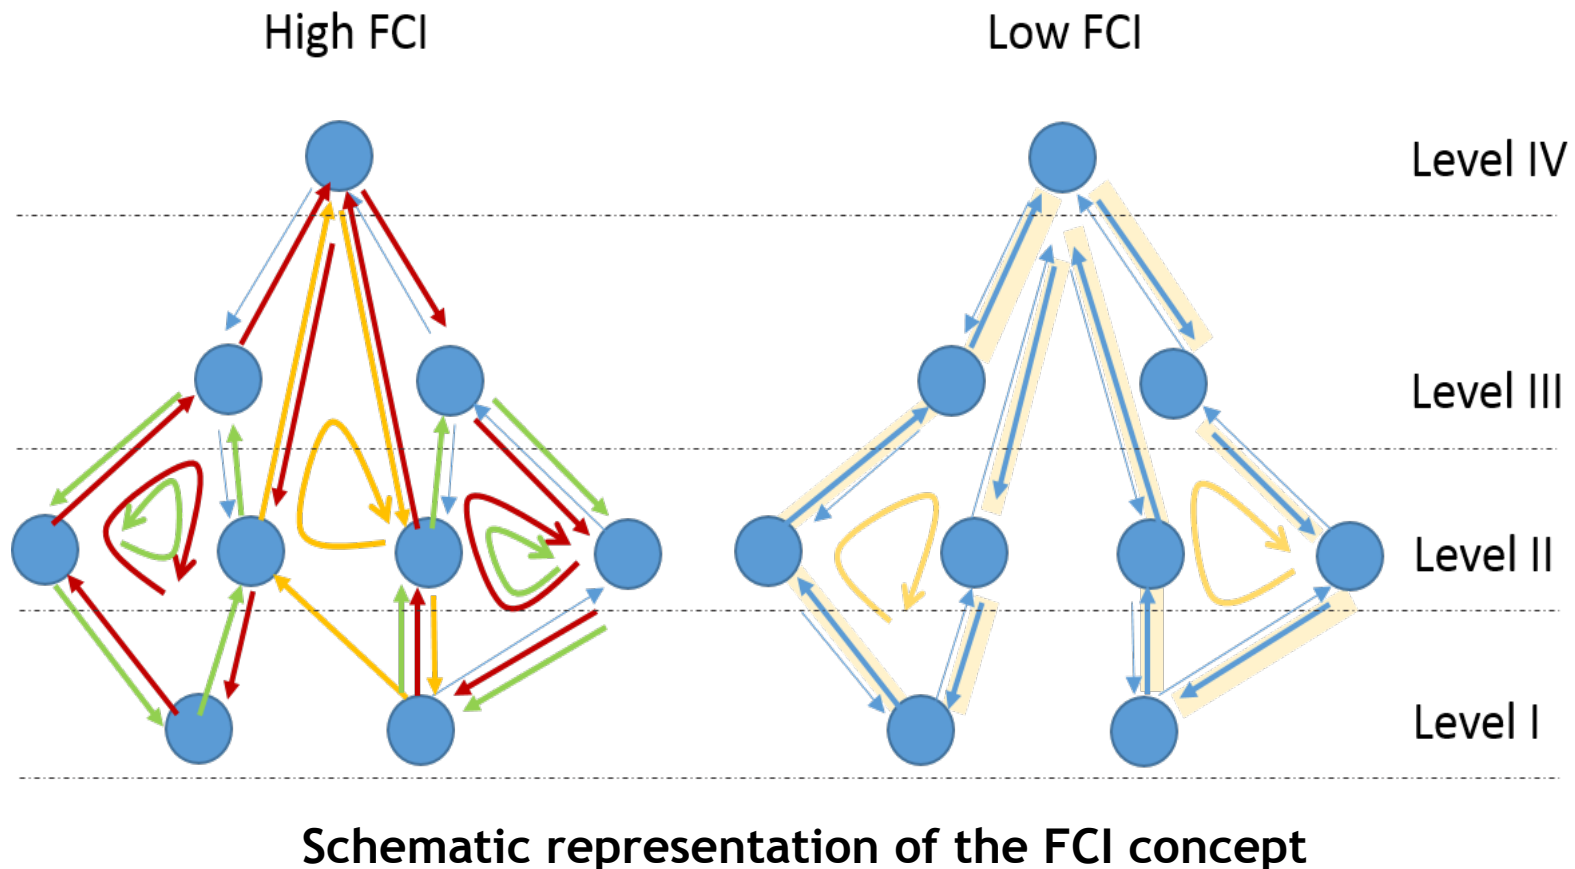 High FCI
Low FCI
Level IV
Level III
Level II
Level I
Schematic representation of the FCI concept